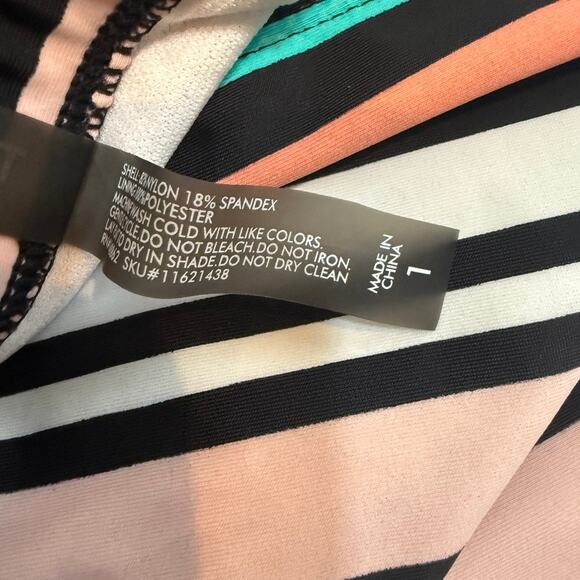 SHELL: 82% NYLON 18% SPANDEX
LINING: 100% POLYESTER
MACHINE WASH COLD WITH LIKE COLORS.
GENTLE CYCLE. DO NOT BLEACH. DO NOT IRON.
LAY FLAT TO DRY IN SHADE. DO NOT DRY CLEAN
SKU#11621438
MADE IN
CHINA
1